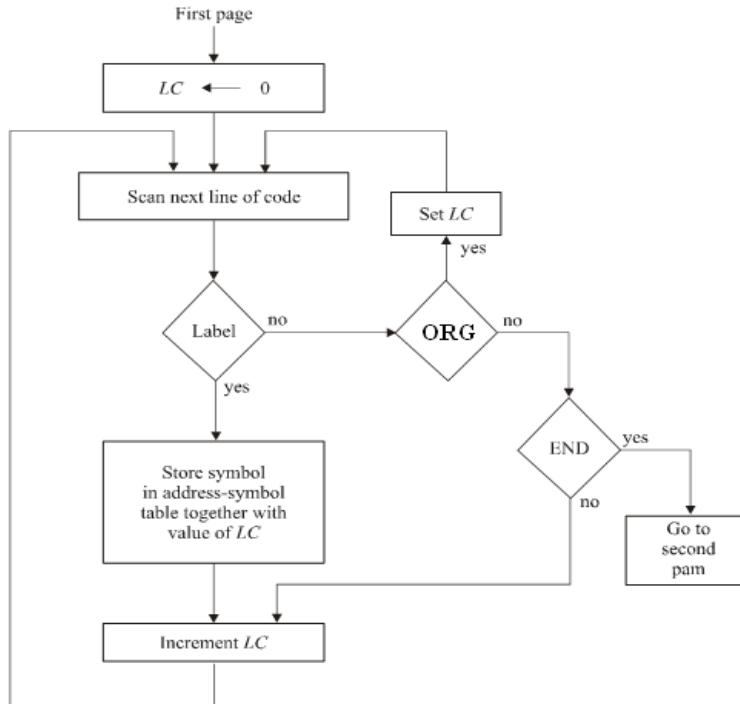 First page
LC ← 0
Scan next line of code
Set LC
yes
Label
no
ORG
no
yes
END
yes
no
Store symbol
in address-symbol
table together with
value of LC
Go to
second
pam
Increment LC